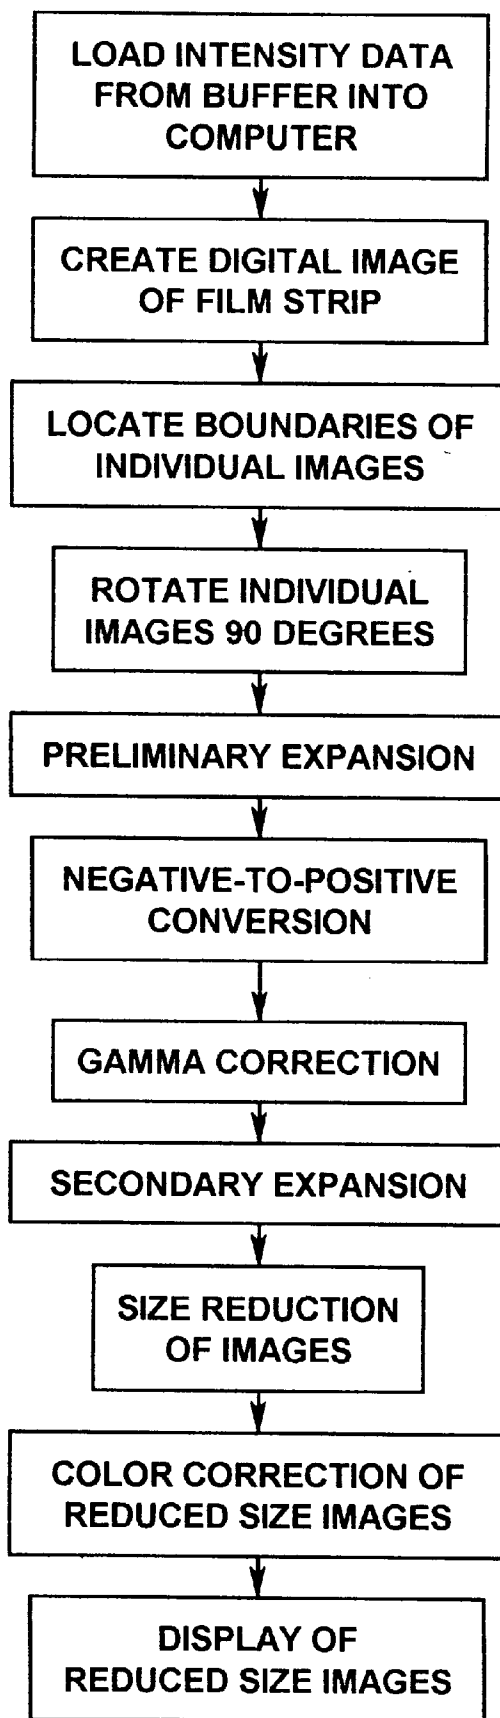 LOAD INTENSITY DATA
FROM BUFFER INTO
COMPUTER
CREATE DIGITAL IMAGE
OF FILM STRIP
LOCATE BOUNDARIES OF
INDIVIDUAL IMAGES
ROTATE INDIVIDUAL
IMAGES 90 DEGREES
PRELIMINARY EXPANSION
NEGATIVE-TO-POSITIVE
CONVERSION
GAMMA CORRECTION
SECONDARY EXPANSION
SIZE REDUCTION
OF IMAGES
COLOR CORRECTION OF
REDUCED SIZE IMAGES
DISPLAY OF
REDUCED SIZE IMAGES